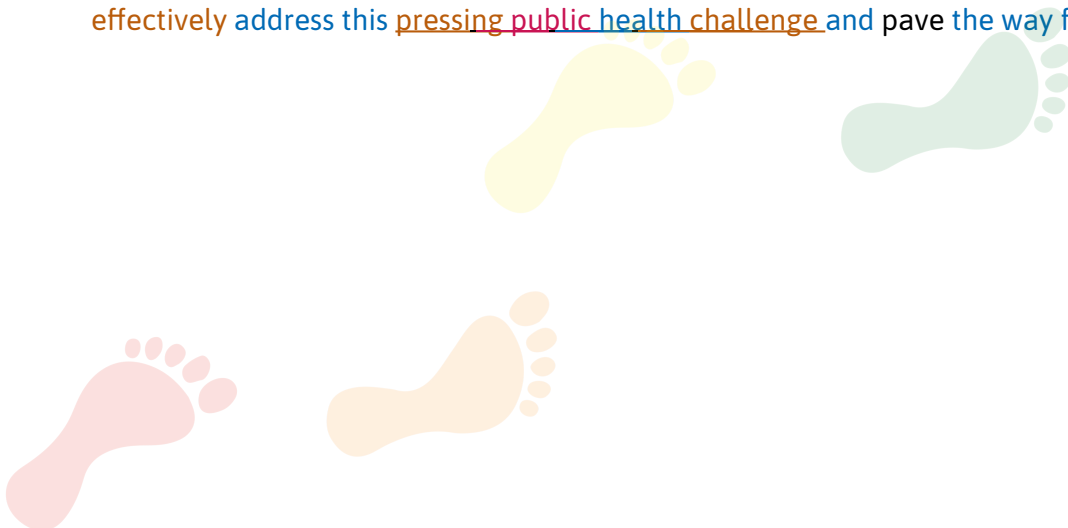 effectively address this pressing public health challenge and pave the way f